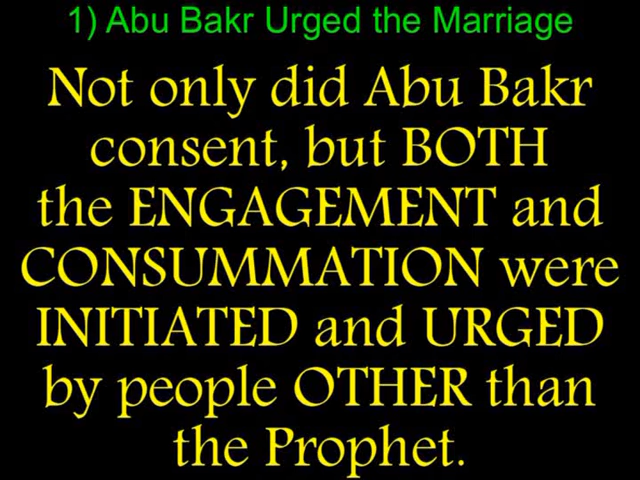 1) Abu Bakr Urged the Marriage
Not only did Abu Bakr
consent, but BOTH
the ENGAGEMENT and
CONSUMMATION were
INITIATED and URGED
by people OTHER than
the Prophet.